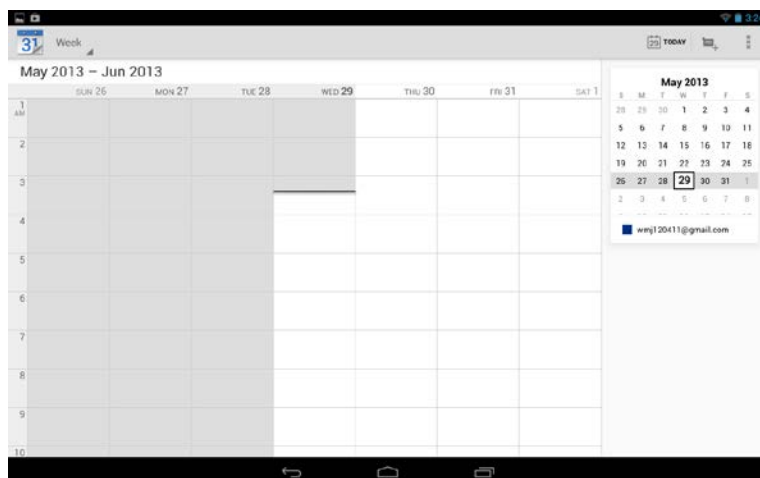 3:2
31 Week 29 TODAY
May 2013 – Jun 2013
SUN 26 MON 27 TUE 28 WED 29 THU 30 FRI 31 SAT 1
1
AM
2
3
4
5
6
7
8
9
10
May 2013
S M T W T F S
28 29 30 1 2 3 4
5 6 7 8 9 10 11
12 13 14 15 16 17 18
19 20 21 22 23 24 25
26 27 28 29 30 31 1
2 3 4 5 6 7 8
wmj120411@gmail.com